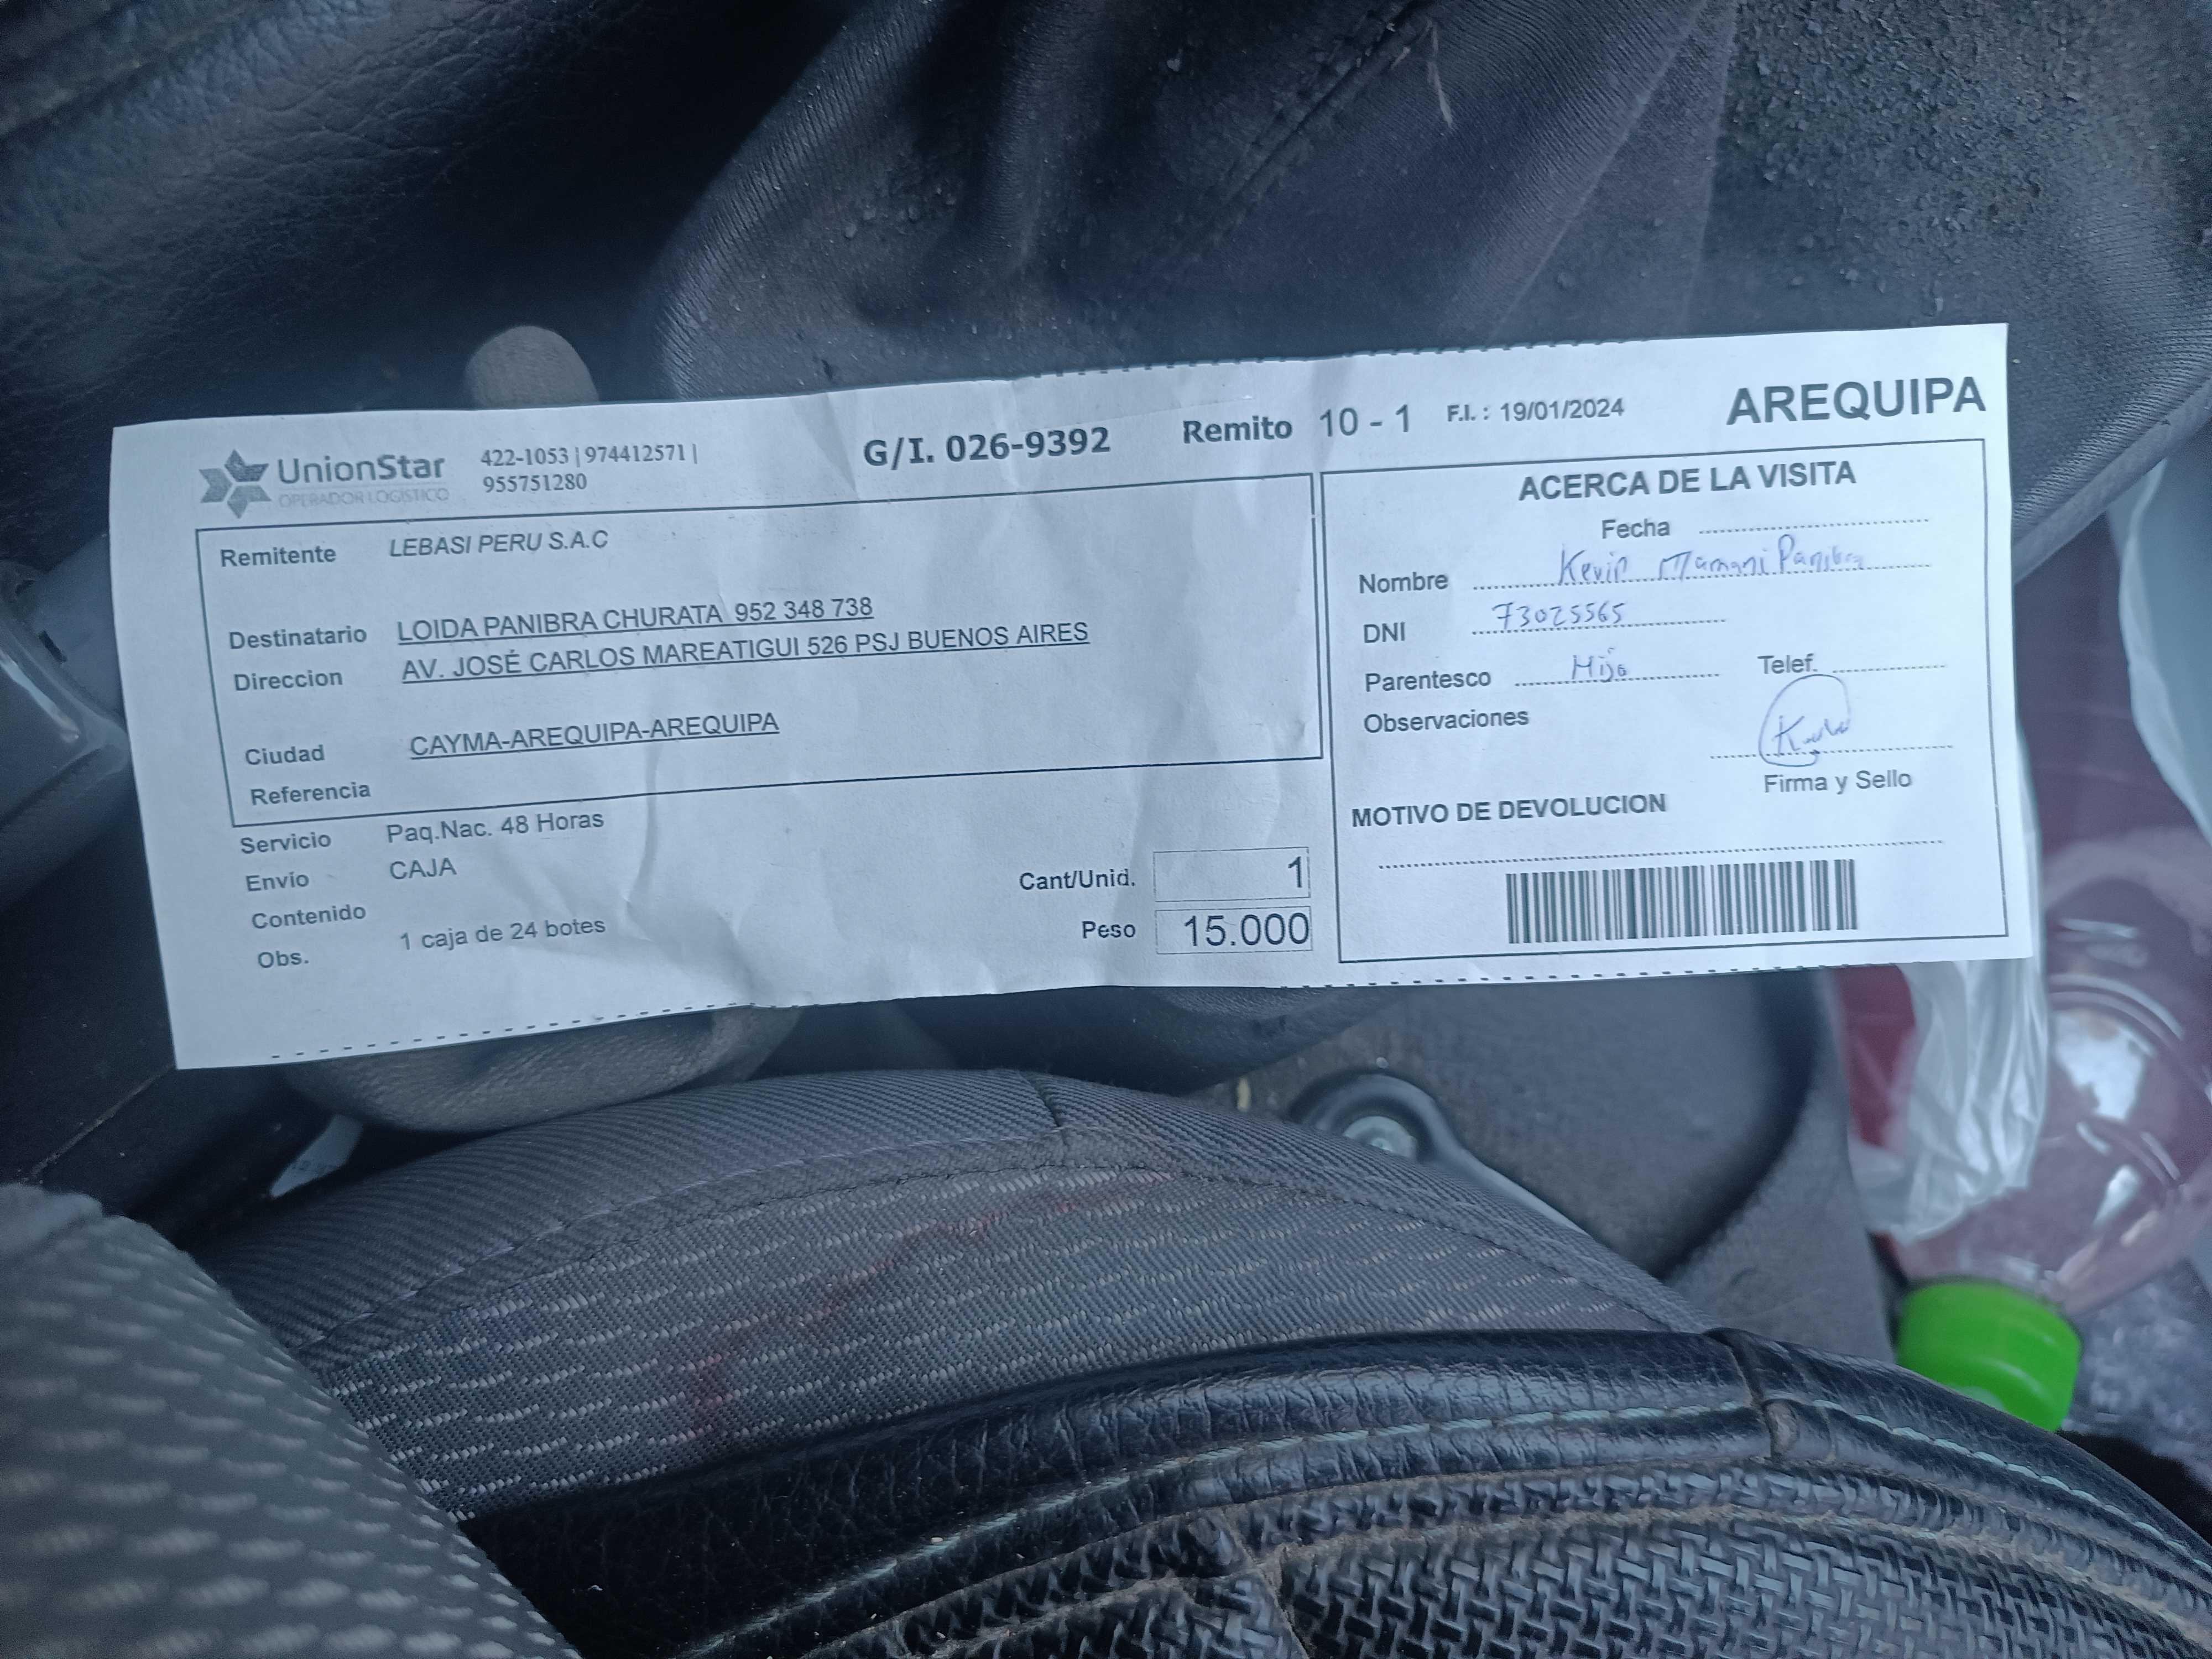 UnionStar
OPERADOR LOGÍSTICO
422-1053 | 974412571 |
955751280
G/I. 026-9392
Remito 10 - 1
F.I. : 19/01/2024
AREQUIPA
Remitente LEBASI PERU S.A.C
Destinatario LOIDA PANIBRA CHURATA 952 348 738
Direccion AV. JOSÉ CARLOS MAREATIGUI 526 PSJ BUENOS AIRES
Ciudad CAYMA-AREQUIPA-AREQUIPA
Referencia
Servicio Paq.Nac. 48 Horas
Envío CAJA
Contenido
Obs. 1 caja de 24 botes
Cant/Unid. 1
Peso 15.000
ACERCA DE LA VISITA
Fecha
Nombre Kevin Mamani Panibra
DNI 73025565
Parentesco Hijo Telef.
Observaciones
Firma y Sello
MOTIVO DE DEVOLUCION